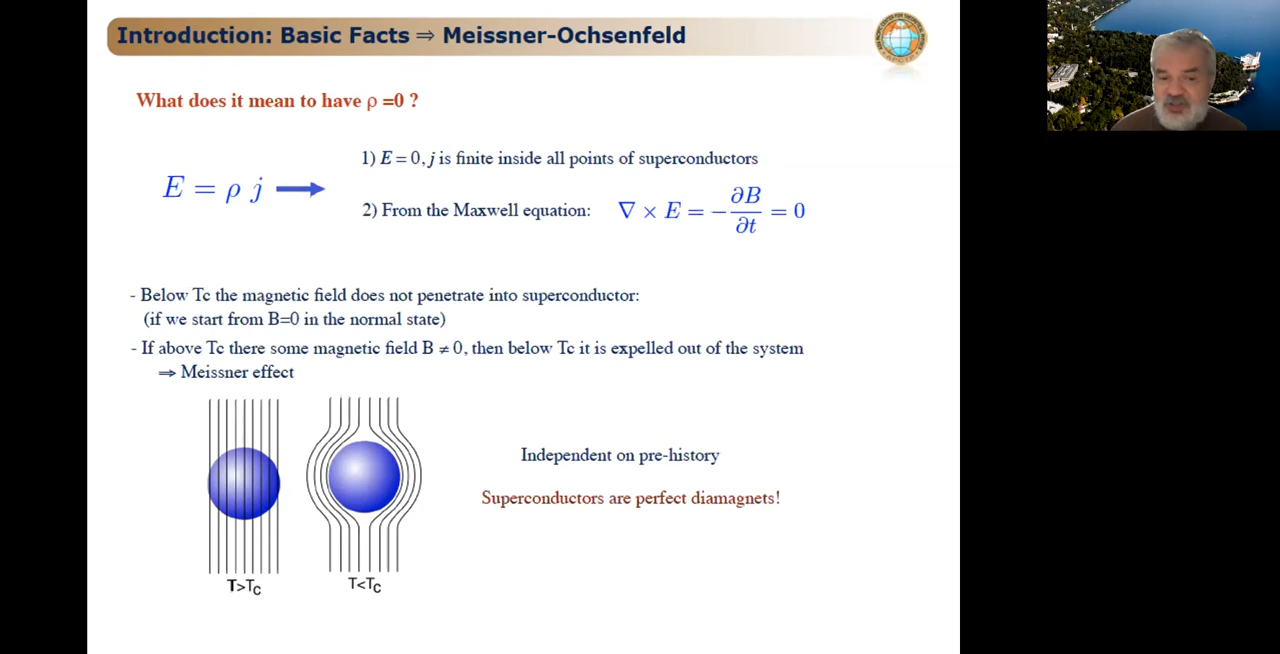 Introduction: Basic Facts ⇒ Meissner-Ochsenfeld
What does it mean to have ρ =0 ?
1) E = 0, j is finite inside all points of superconductors
E = ρ j
2) From the Maxwell equation: ∇ × E = −∂B/∂t = 0
- Below Tc the magnetic field does not penetrate into superconductor:
(if we start from B=0 in the normal state)
- If above Tc there some magnetic field B ≠ 0, then below Tc it is expelled out of the system
⇒ Meissner effect
Independent on pre-history
Superconductors are perfect diamagnets!
T>Tc
T<Tc